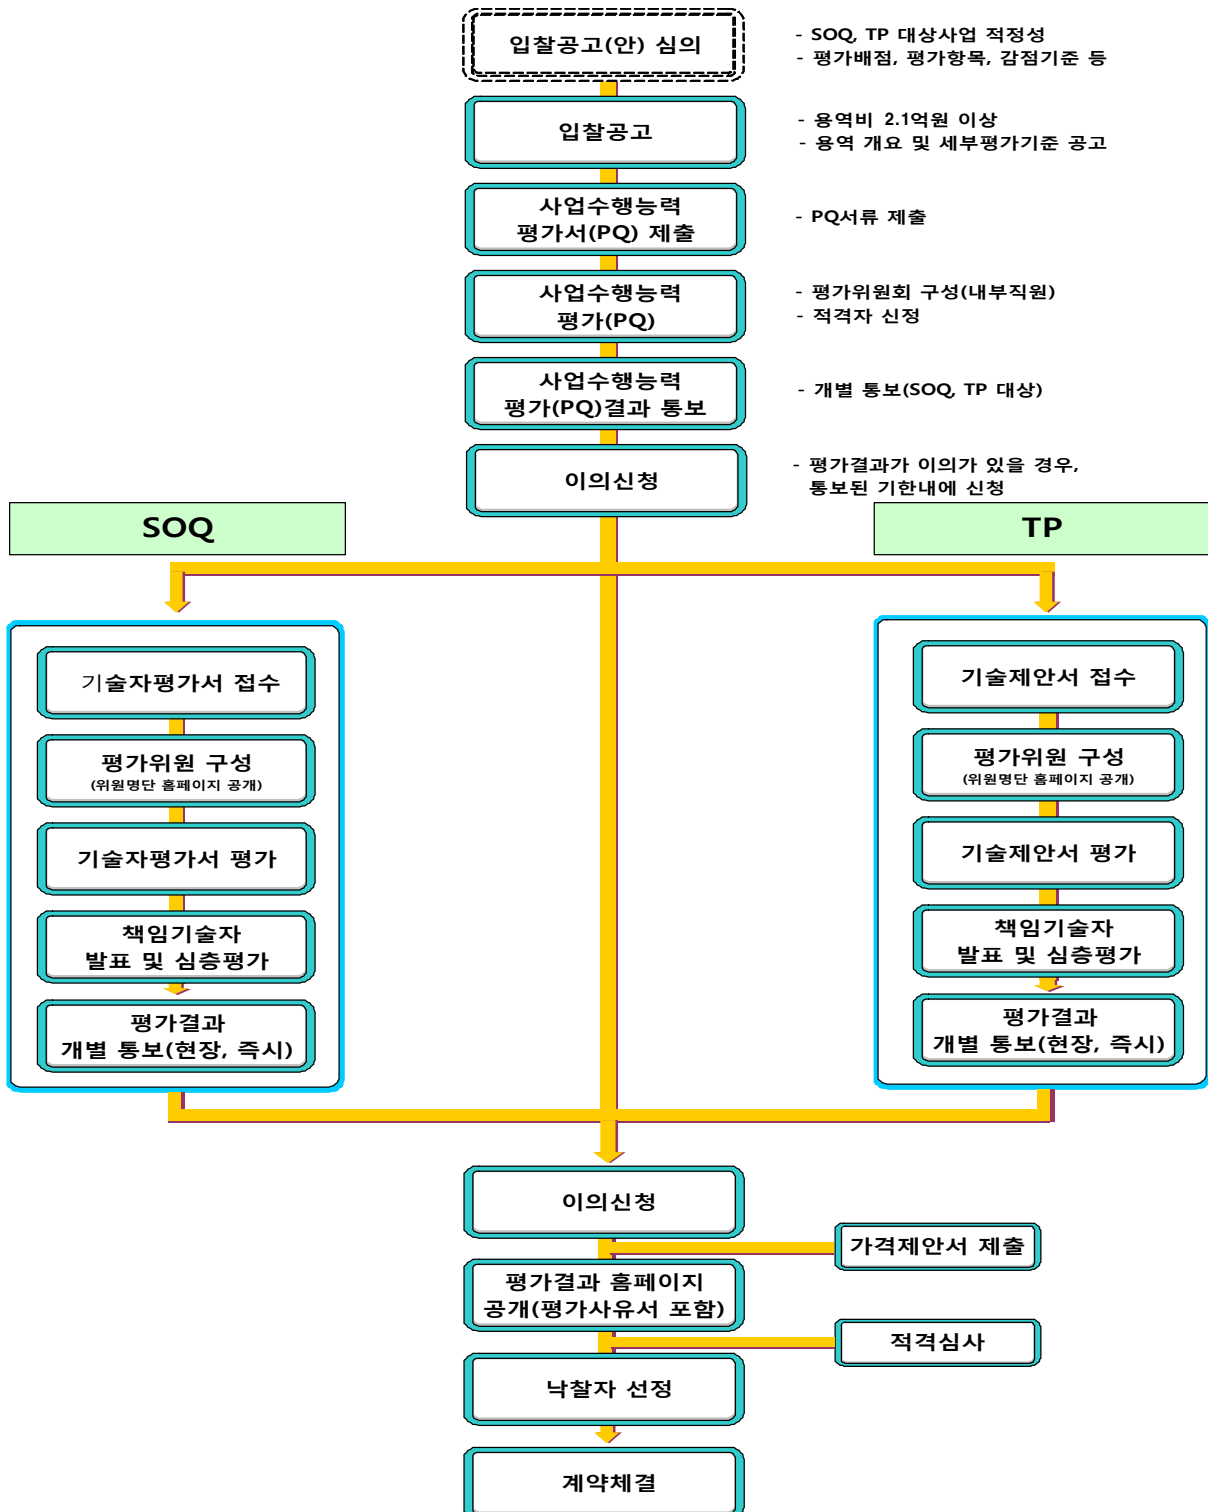 입찰공고(안) 심의
- SOQ, TP 대상사업 적정성
- 평가배점, 평가항목, 감점기준 등
입찰공고
- 용역비 2.1억원 이상
- 용역 개요 및 세부평가기준 공고
사업수행능력
평가서(PQ) 제출
- PQ서류 제출
사업수행능력
평가(PQ)
- 평가위원회 구성(내부직원)
- 적격자 신정
사업수행능력
평가(PQ)결과 통보
- 개별 통보(SOQ, TP 대상)
이의신청
- 평가결과가 이의가 있을 경우,
통보된 기한내에 신청
SOQ
TP
기술자평가서 접수
평가위원 구성
(위원명단 홈페이지 공개)
기술자평가서 평가
책임기술자
발표 및 심층평가
평가결과
개별 통보(현장, 즉시)
기술제안서 접수
평가위원 구성
(위원명단 홈페이지 공개)
기술제안서 평가
책임기술자
발표 및 심층평가
평가결과
개별 통보(현장, 즉시)
이의신청
가격제안서 제출
평가결과 홈페이지
공개(평가사유서 포함)
적격심사
낙찰자 선정
계약체결